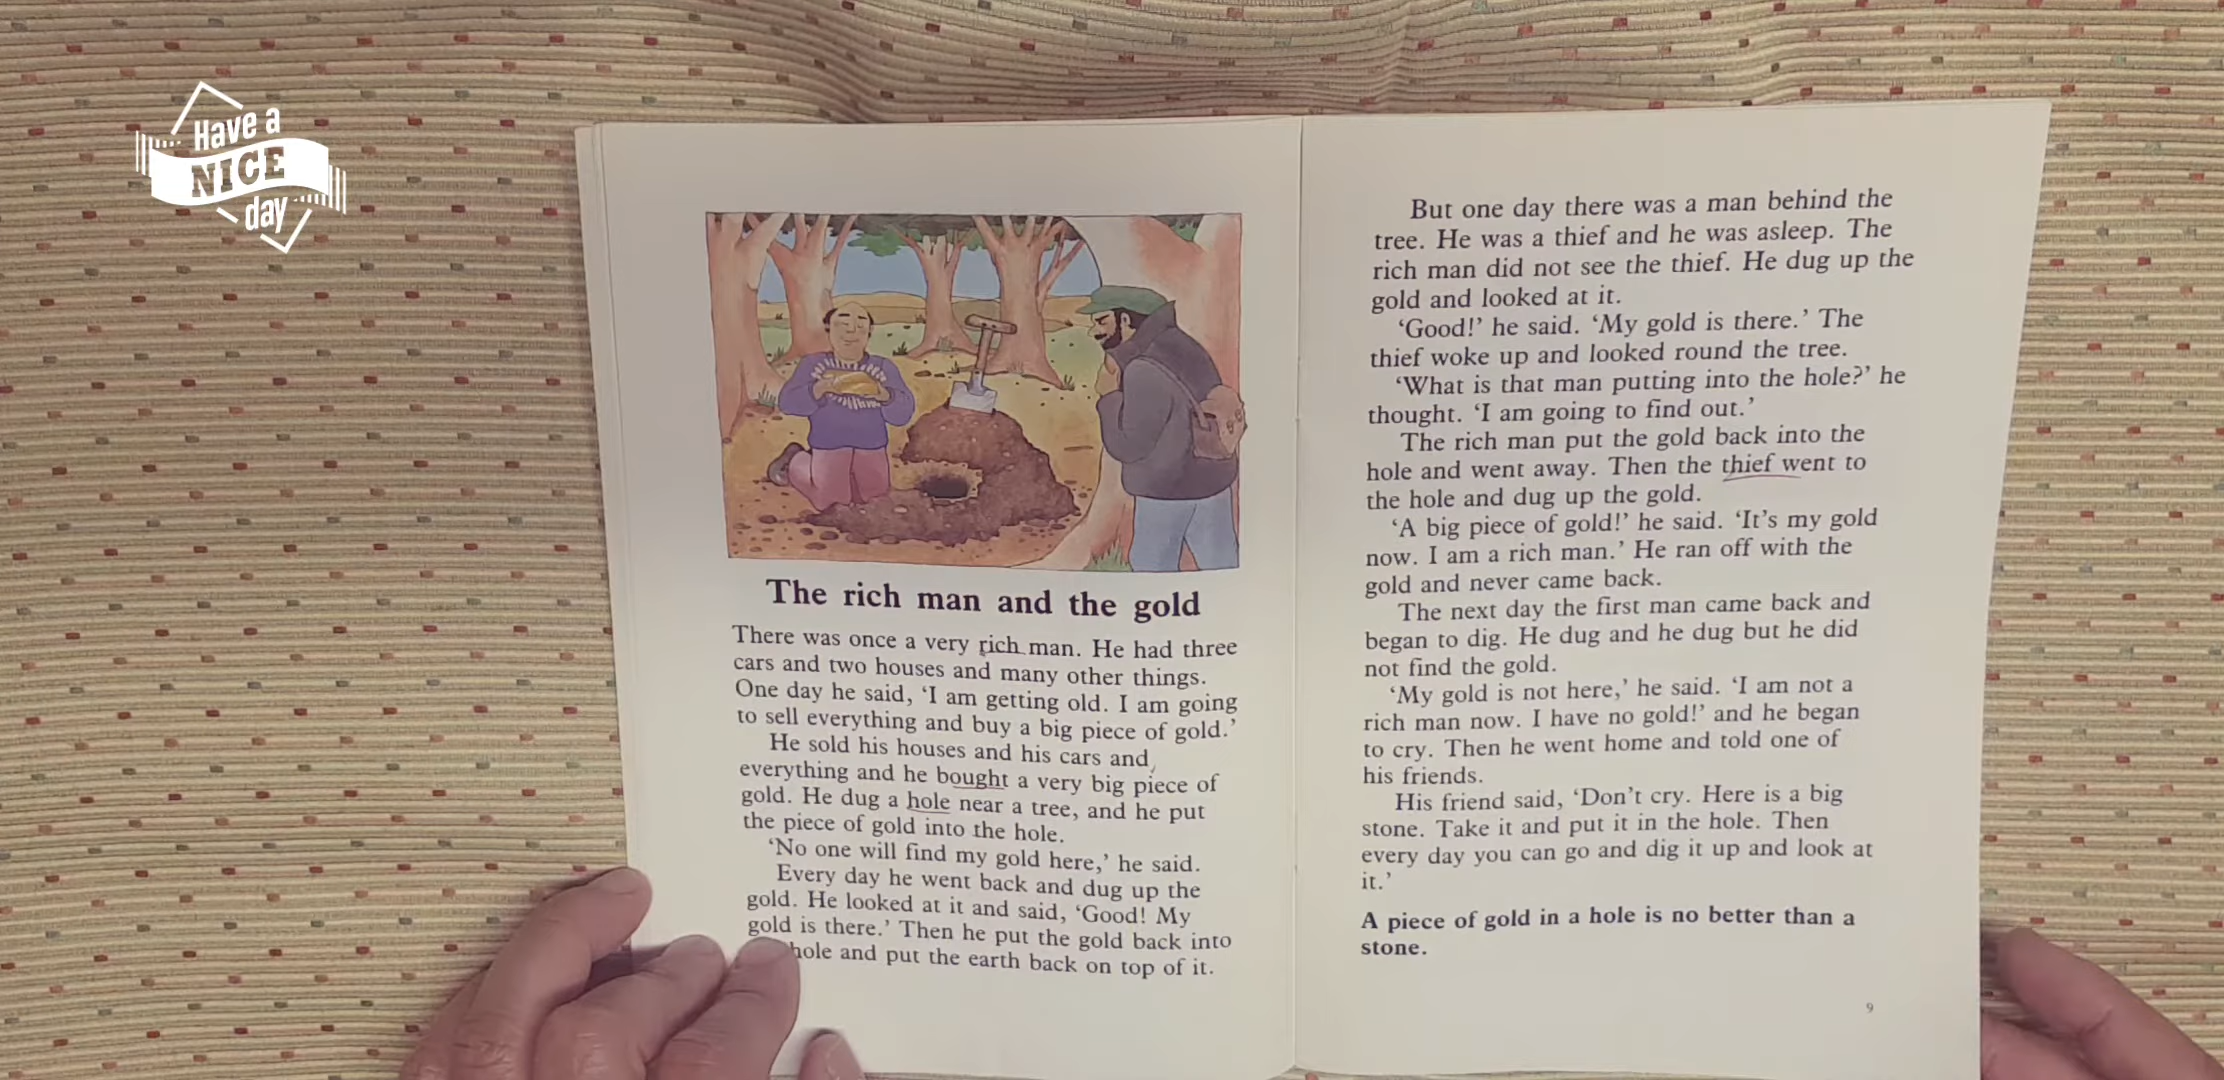 Have a
NICE
day
The rich man and the gold
There was once a very rich man. He had three
cars and two houses and many other things.
One day he said, ‘I am getting old. I am going
to sell everything and buy a big piece of gold.’
He sold his houses and his cars and
everything and he bought a very big piece of
gold. He dug a hole near a tree, and he put
the piece of gold into the hole.
‘No one will find my gold here,’ he said.
Every day he went back and dug up the
gold. He looked at it and said, ‘Good! My
gold is there.’ Then he put the gold back into
hole and put the earth back on top of it.
But one day there was a man behind the
tree. He was a thief and he was asleep. The
rich man did not see the thief. He dug up the
gold and looked at it.
‘Good!’ he said. ‘My gold is there.’ The
thief woke up and looked round the tree.
‘What is that man putting into the hole?’ he
thought. ‘I am going to find out.’
The rich man put the gold back into the
hole and went away. Then the thief went to
the hole and dug up the gold.
‘A big piece of gold!’ he said. ‘It’s my gold
now. I am a rich man.’ He ran off with the
gold and never came back.
The next day the first man came back and
began to dig. He dug and he dug but he did
not find the gold.
‘My gold is not here,’ he said. ‘I am not a
rich man now. I have no gold!’ and he began
to cry. Then he went home and told one of
his friends.
His friend said, ‘Don’t cry. Here is a big
stone. Take it and put it in the hole. Then
every day you can go and dig it up and look at
it.’
A piece of gold in a hole is no better than a
stone.
9